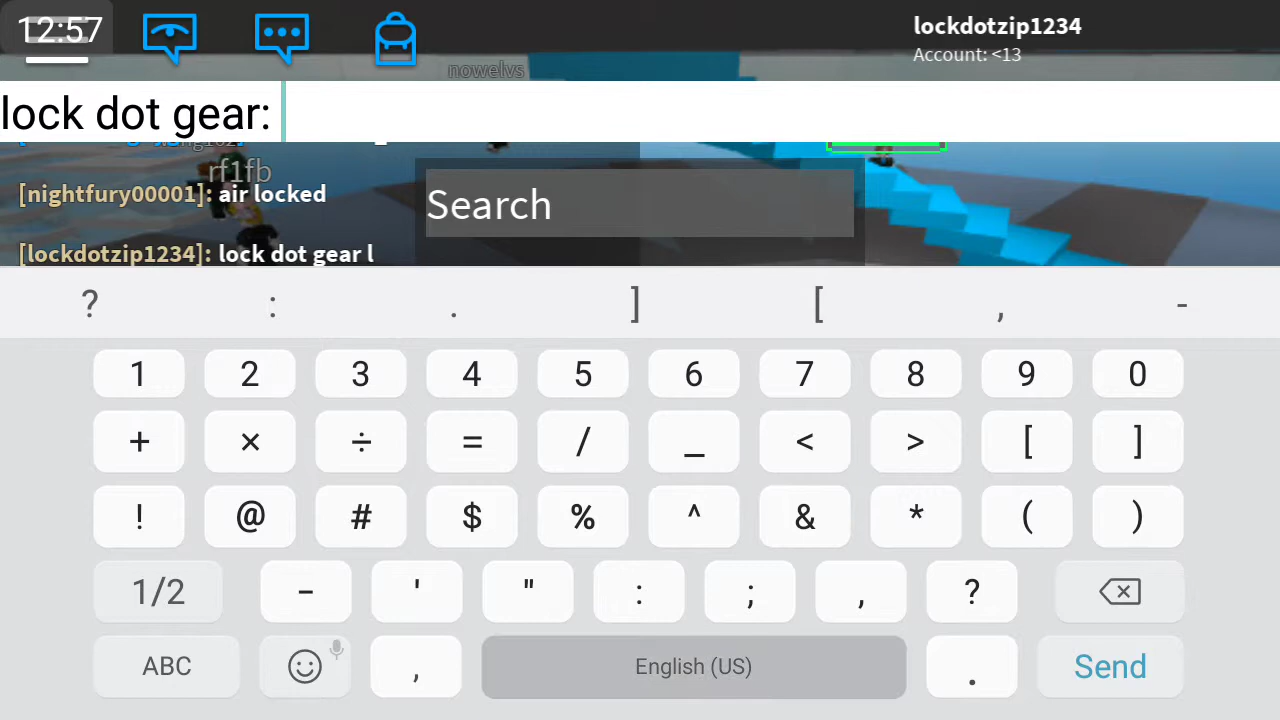 12:57
lockdotzip1234
Account: <13
nowelvs
lock dot gear:
rf1fb
[nightfury00001]: air locked
Search
[lockdotzip1234]: lock dot gear l
? : . ] [ , -
1 2 3 4 5 6 7 8 9 0
+ × ÷ = / _ < > [ ]
! @ # $ % ^ & * ( )
1/2 - ' " : ; , ?
ABC , English (US) . Send